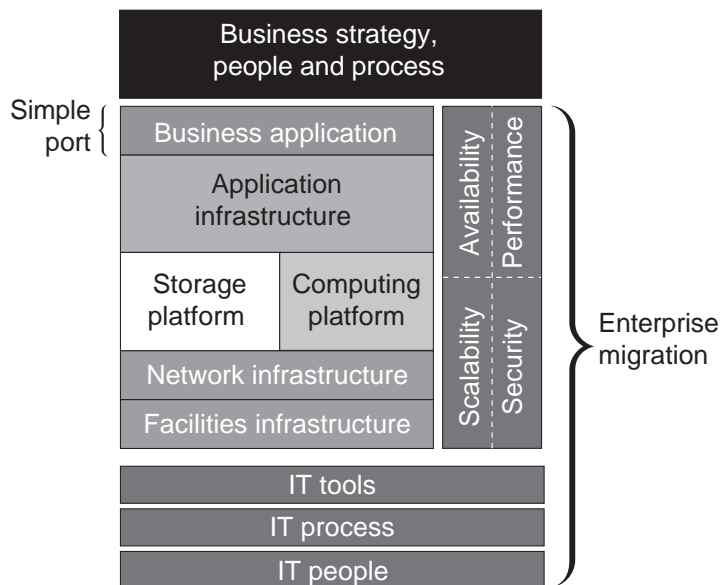 Business strategy,
people and process
Simple
port
Business application
Application
infrastructure
Storage
platform
Computing
platform
Network infrastructure
Facilities infrastructure
Availability
Performance
Scalability
Security
Enterprise
migration
IT tools
IT process
IT people